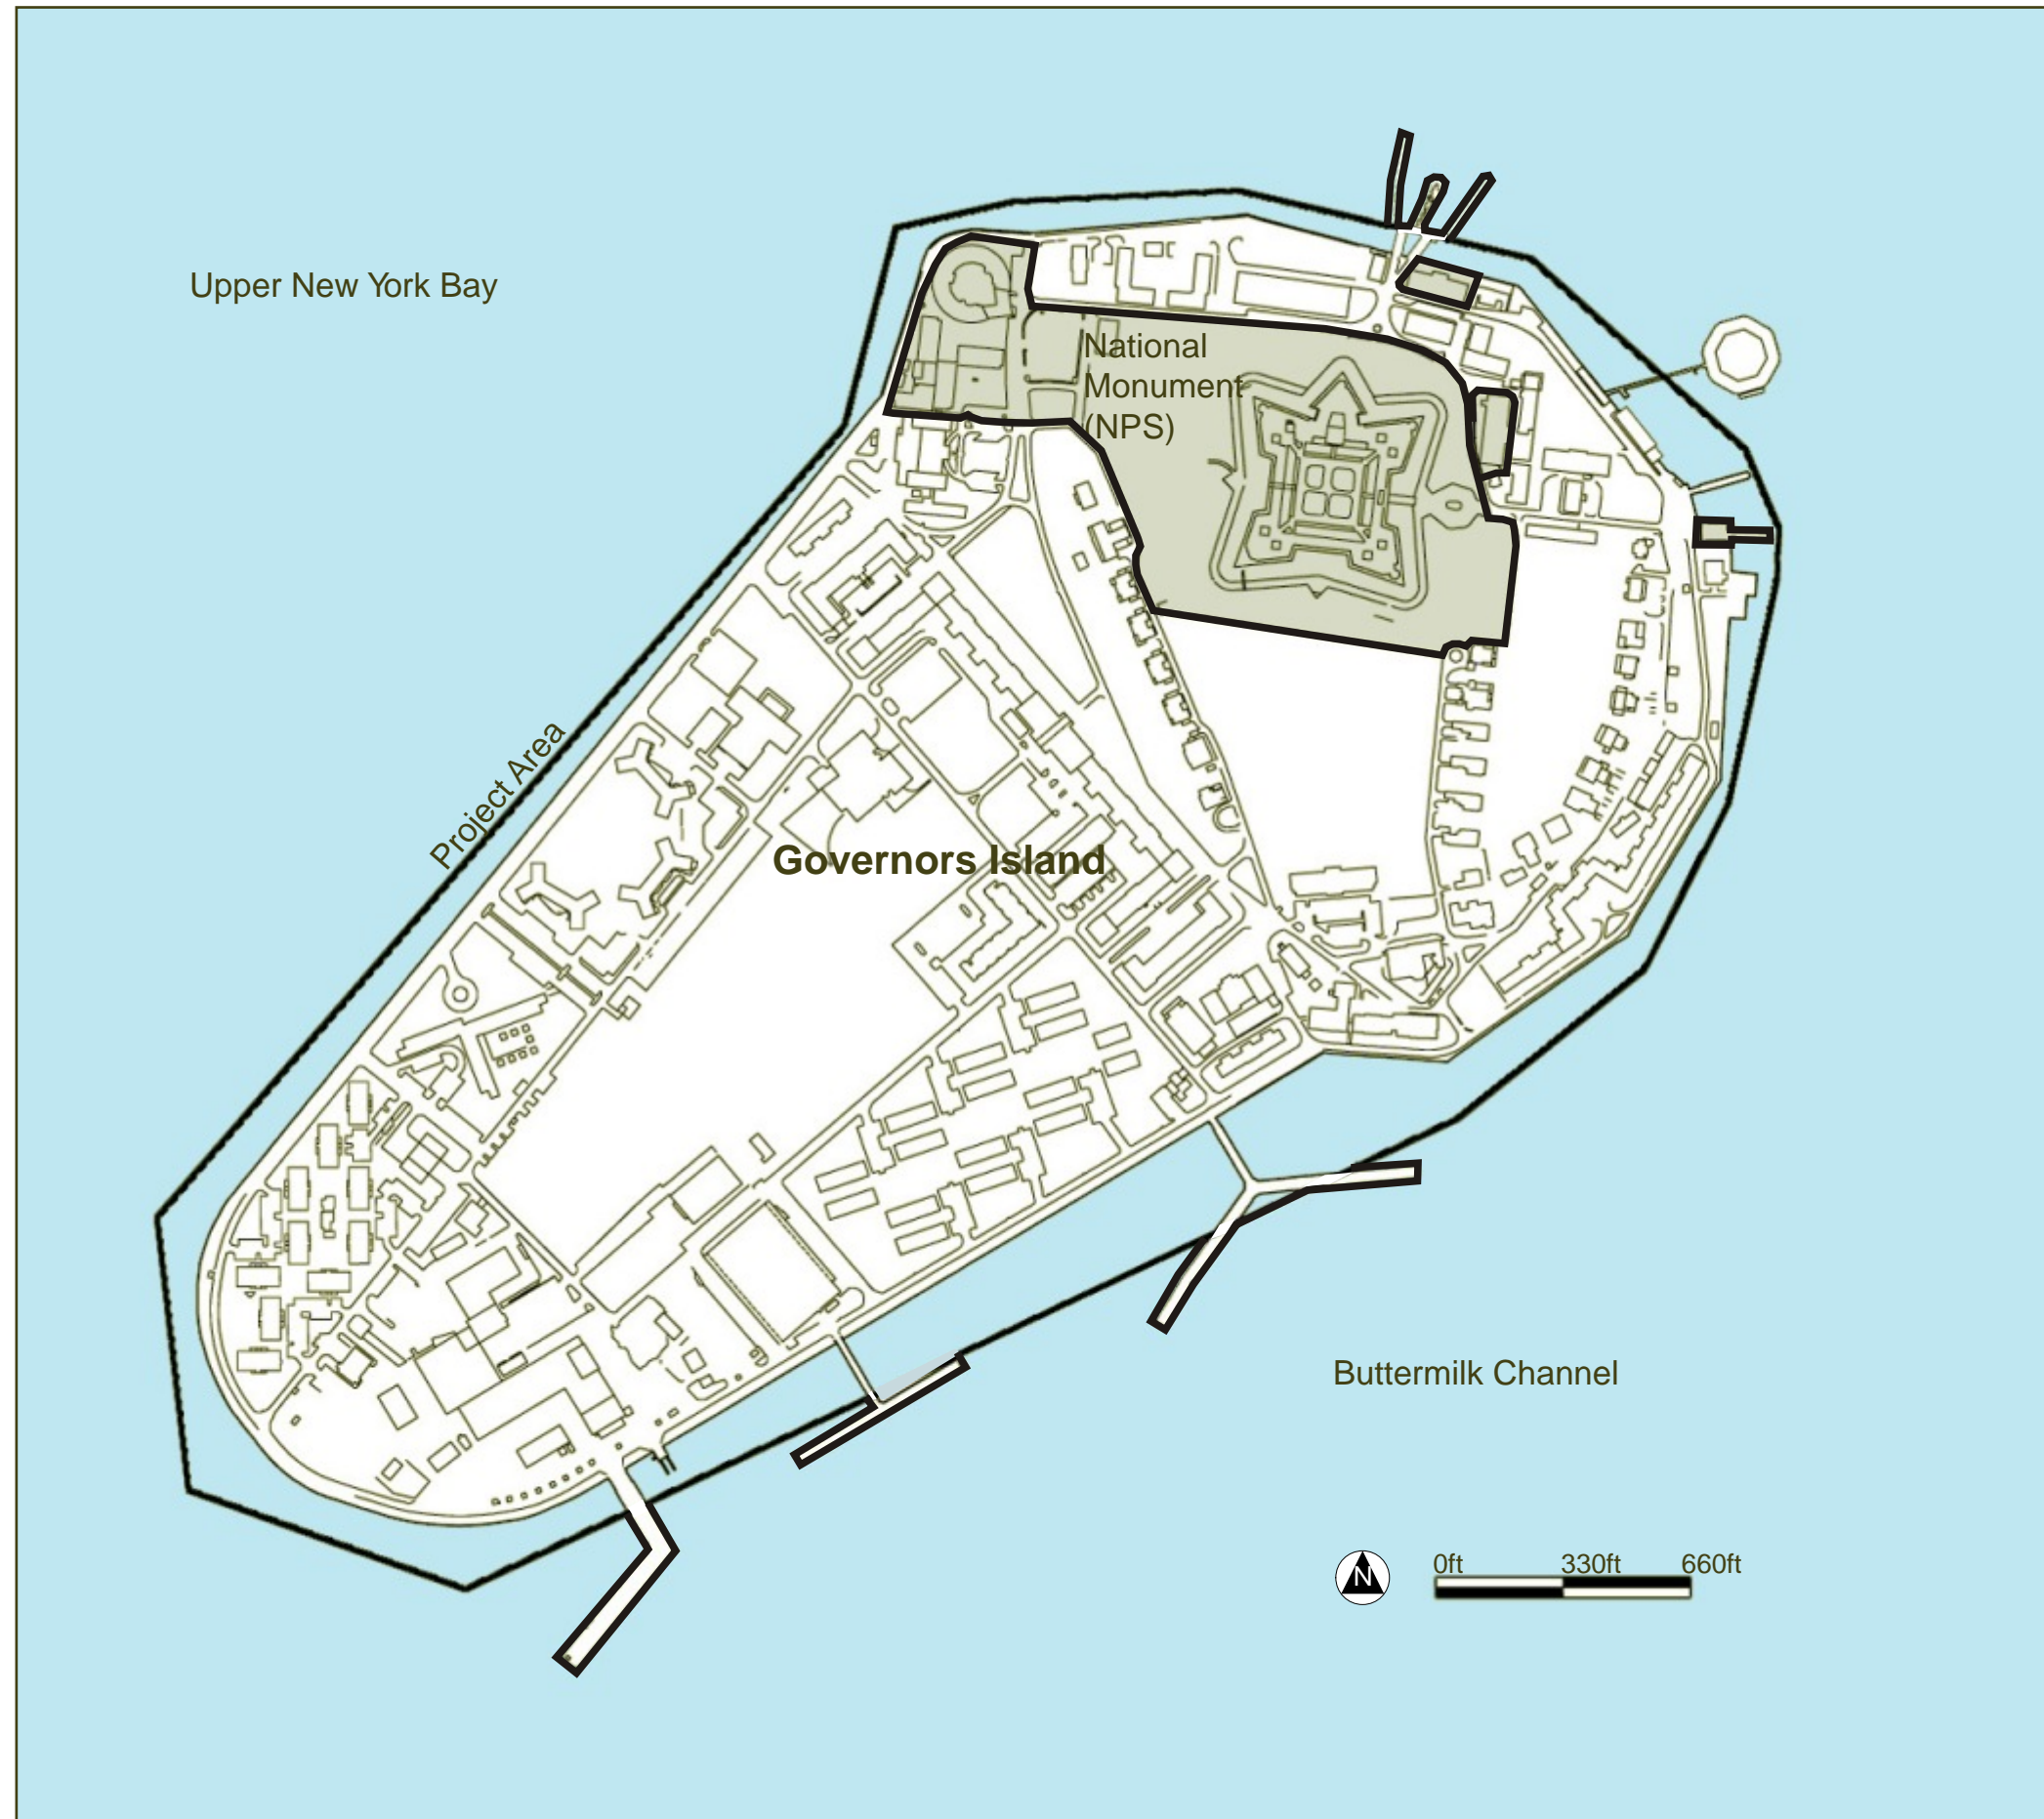 Upper New York Bay
National
Monument
(NPS)
Project Area
Governors Island
Buttermilk Channel
N
0ft 330ft 660ft